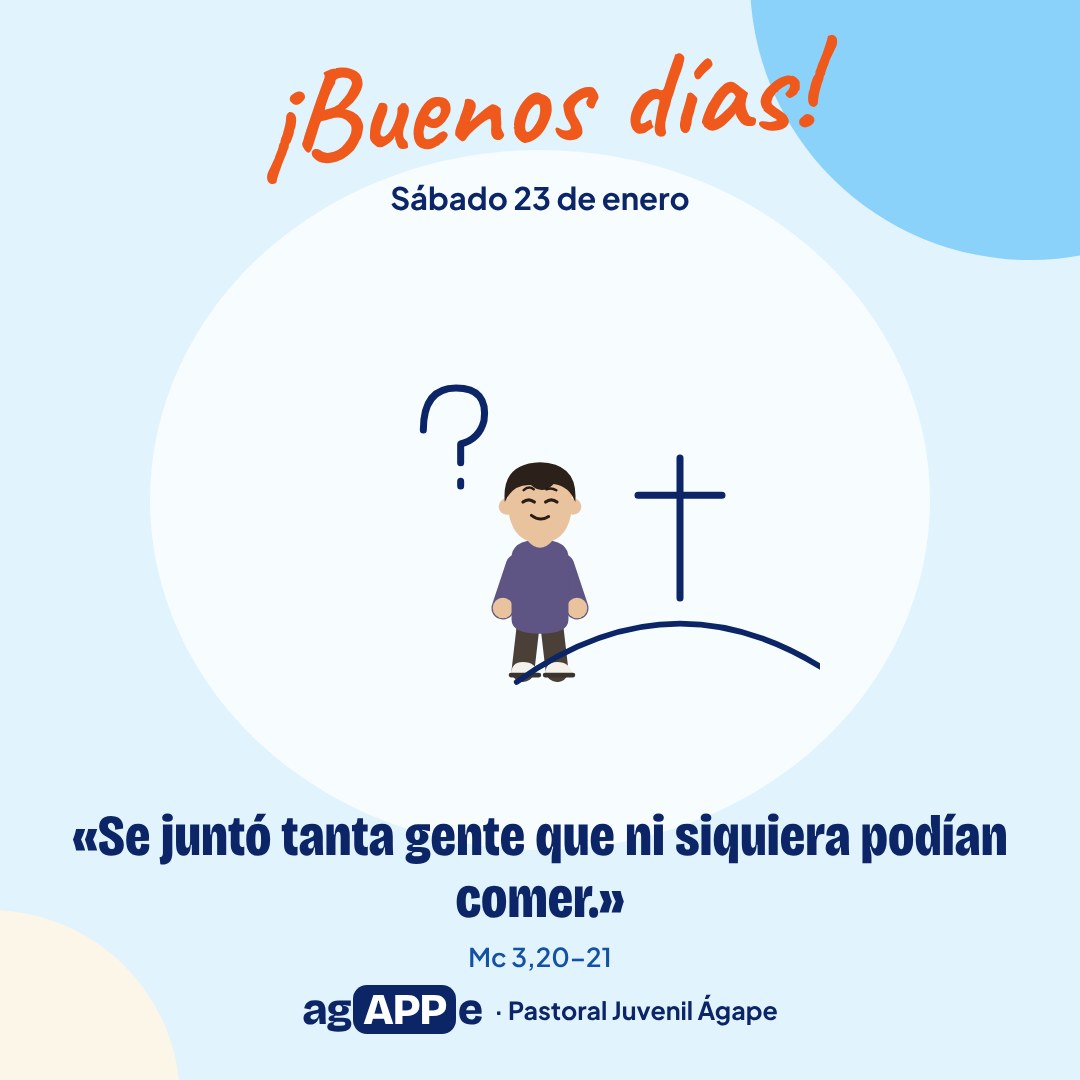 ¡Buenos días!
Sábado 23 de enero
?
«Se juntó tanta gente que ni siquiera podían
comer.»
Mc 3,20–21
agAPPe · Pastoral Juvenil Ágape